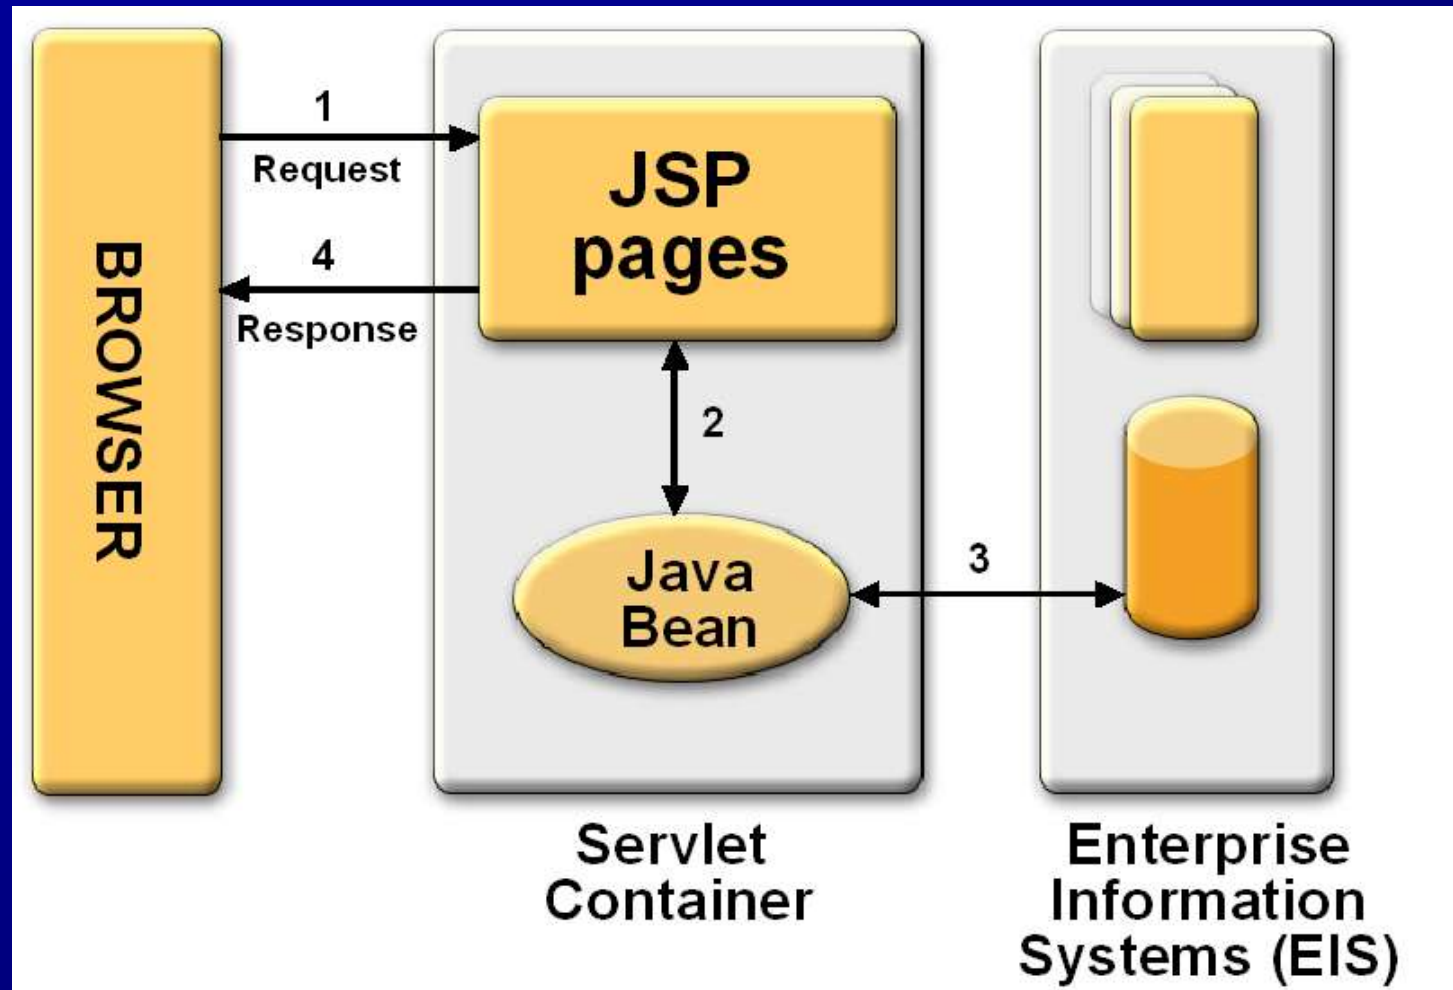 BROWSER
1
Request
4
Response
JSP
pages
2
Java
Bean
3
Servlet
Container
Enterprise
Information
Systems (EIS)